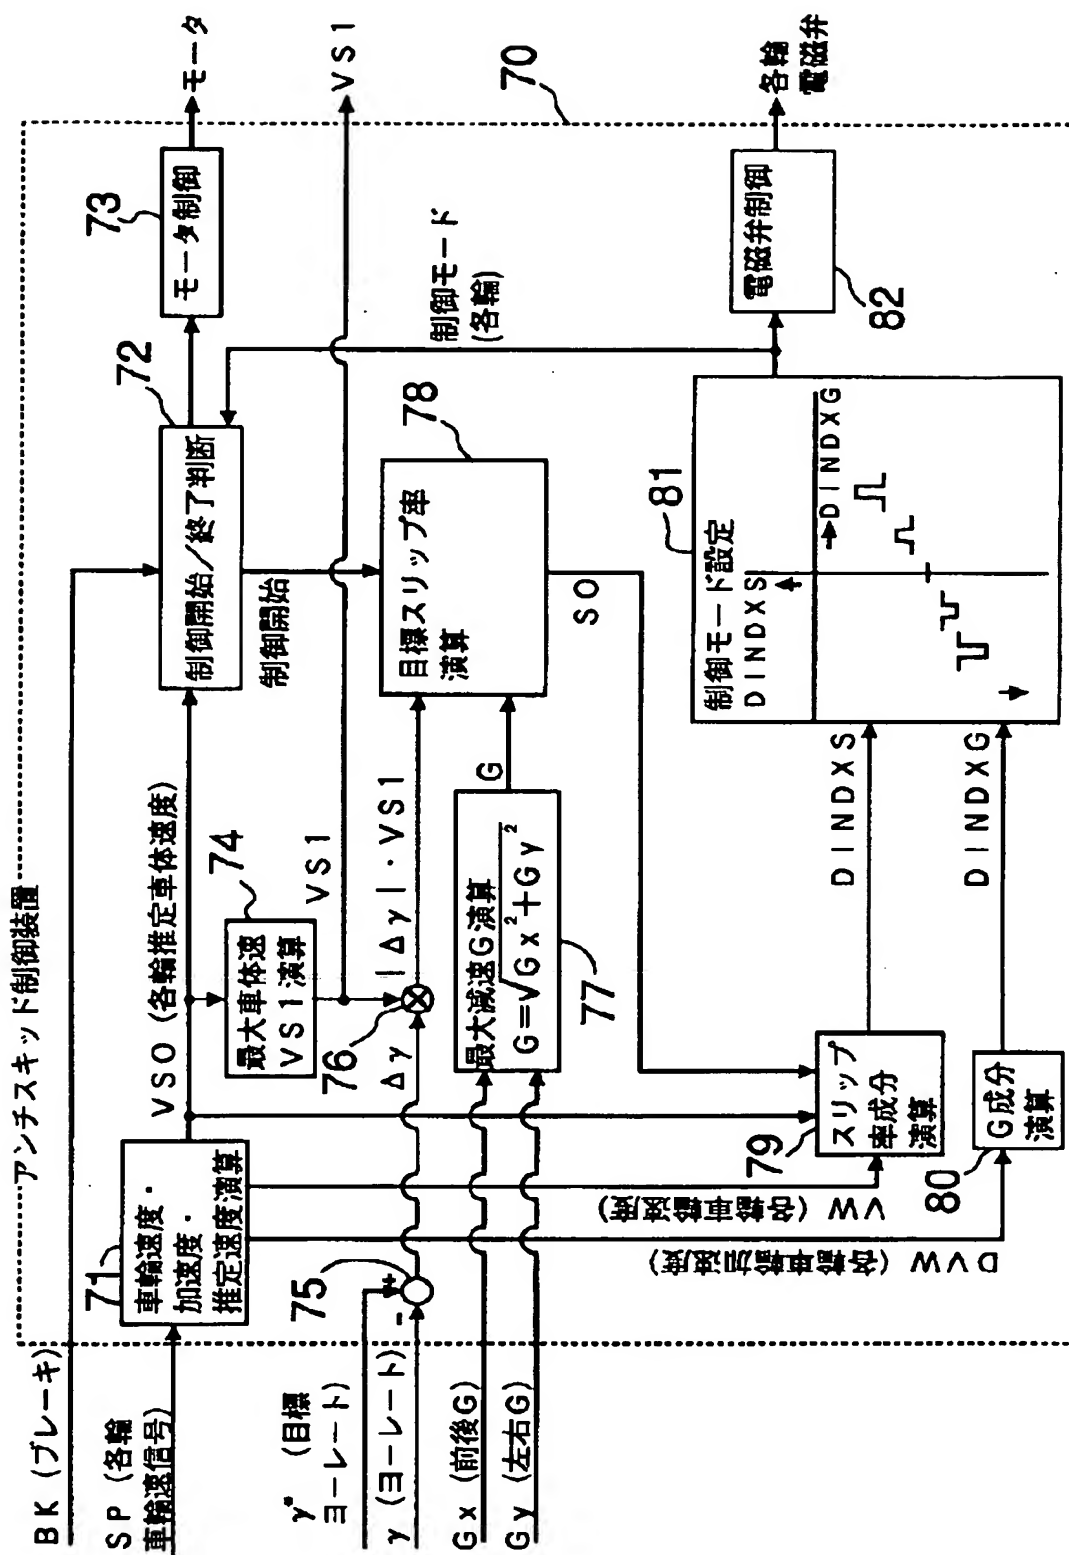 アンチスキッド制御装置
70
BK (ブレーキ)
SP (各輪
車輪速信号)
γ* (目標
ヨーレート)
γ (ヨーレート)
Gx (前後G)
Gy (左右G)
71
車輪速度・
加速度・
推定速度演算
VSO (各輪推定車体速度)
72
制御開始/終了判断
制御開始
73
モータ制御
モータ
74
最大車体速
VS1演算
VS1
VS1
75
+
-
Δγ
76
|Δγ|・VS1
77
最大減速G演算
G=√Gx²+Gy²
G
78
目標スリップ率
演算
SO
制御モード
(各輪)
VW (各輪車輪速度)
DVW (各輪車輪加速度)
79
スリップ
率成分
演算
80
G成分
演算
DINDXS
DINDXG
81
制御モード設定
DINDXS
DINDXG
82
電磁弁制御
各輪
電磁弁